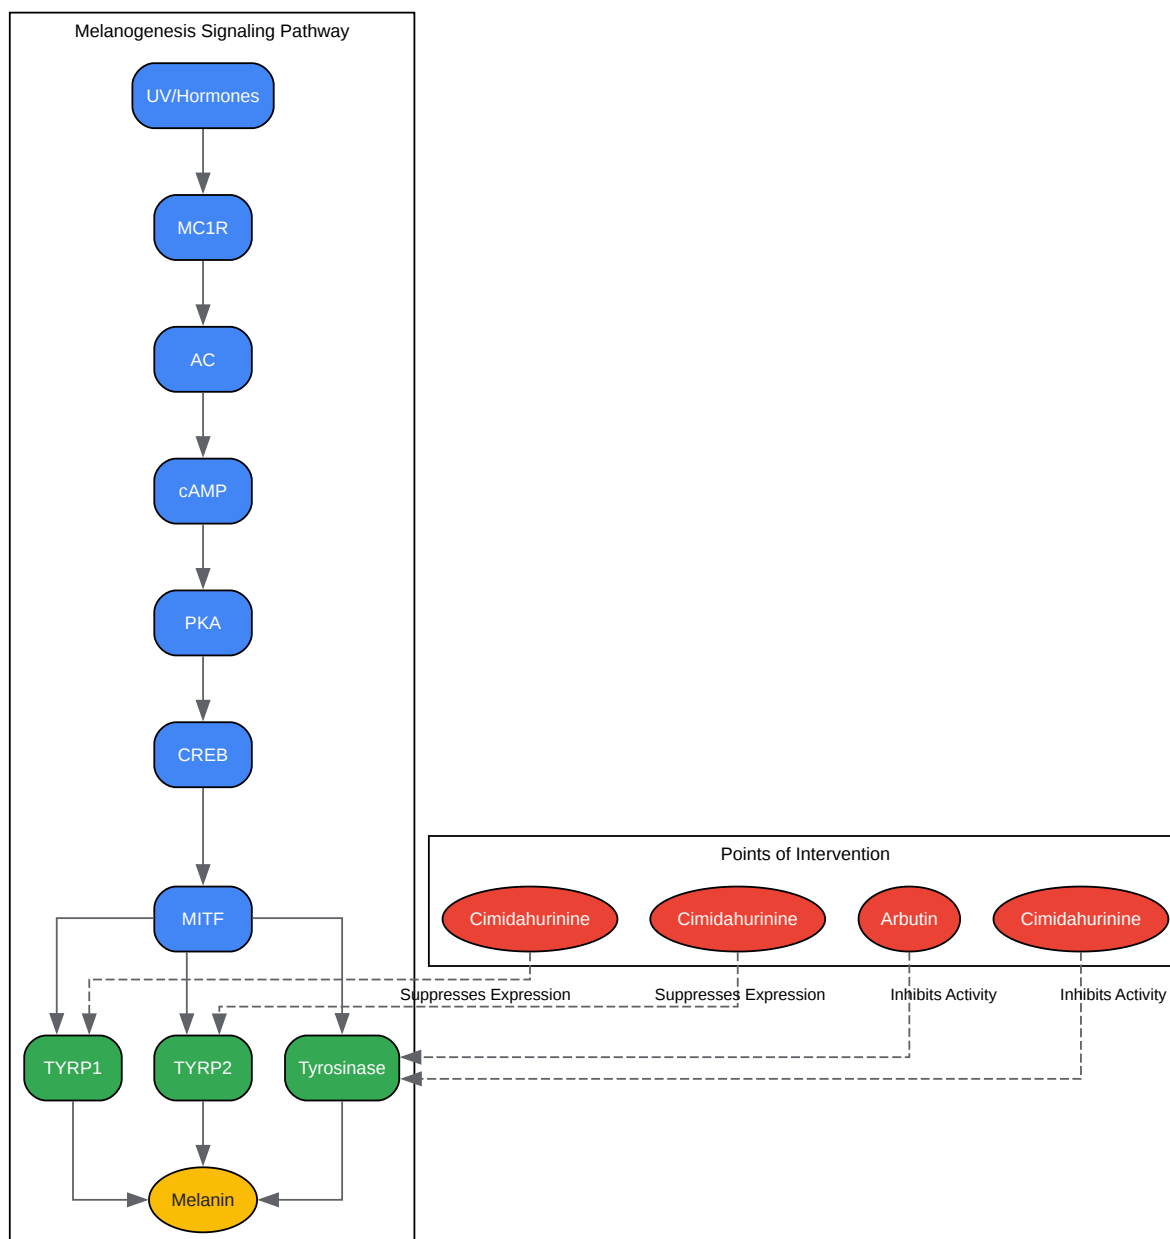 Melanogenesis Signaling Pathway
UV/Hormones
MC1R
AC
cAMP
PKA
CREB
Points of Intervention
MITF
Cimidahurinine
Cimidahurinine
Arbutin
Cimidahurinine
Suppresses Expression
Suppresses Expression
Inhibits Activity
Inhibits Activity
TYRP1
TYRP2
Tyrosinase
Melanin